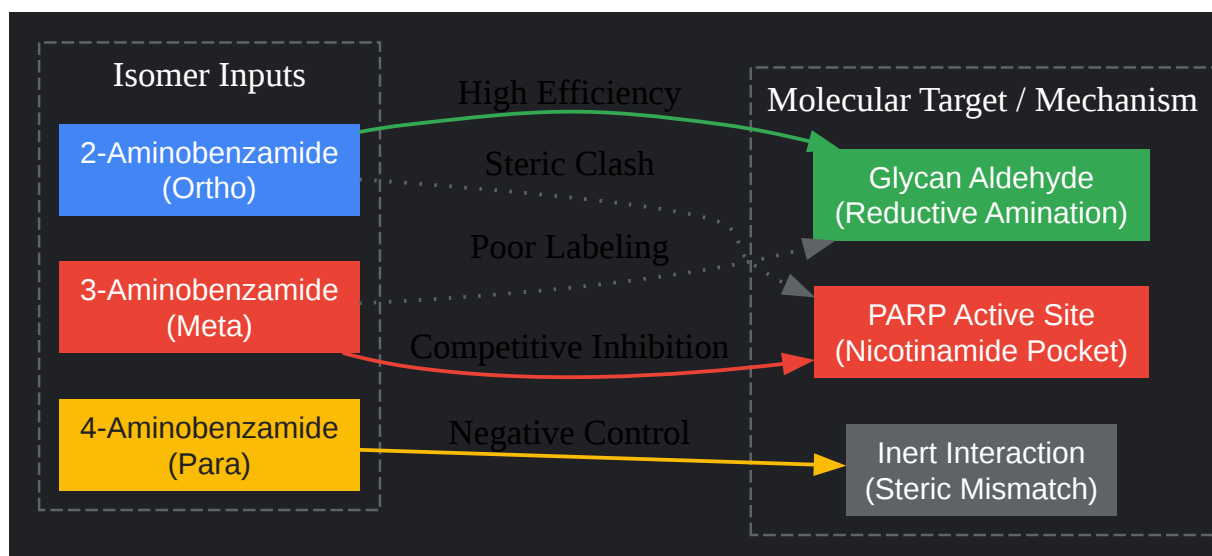 Isomer Inputs
2-Aminobenzamide
(Ortho)
3-Aminobenzamide
(Meta)
4-Aminobenzamide
(Para)
High Efficiency
Steric Clash
Poor Labeling
Competitive Inhibition
Negative Control
Molecular Target / Mechanism
Glycan Aldehyde
(Reductive Amination)
PARP Active Site
(Nicotinamide Pocket)
Inert Interaction
(Steric Mismatch)